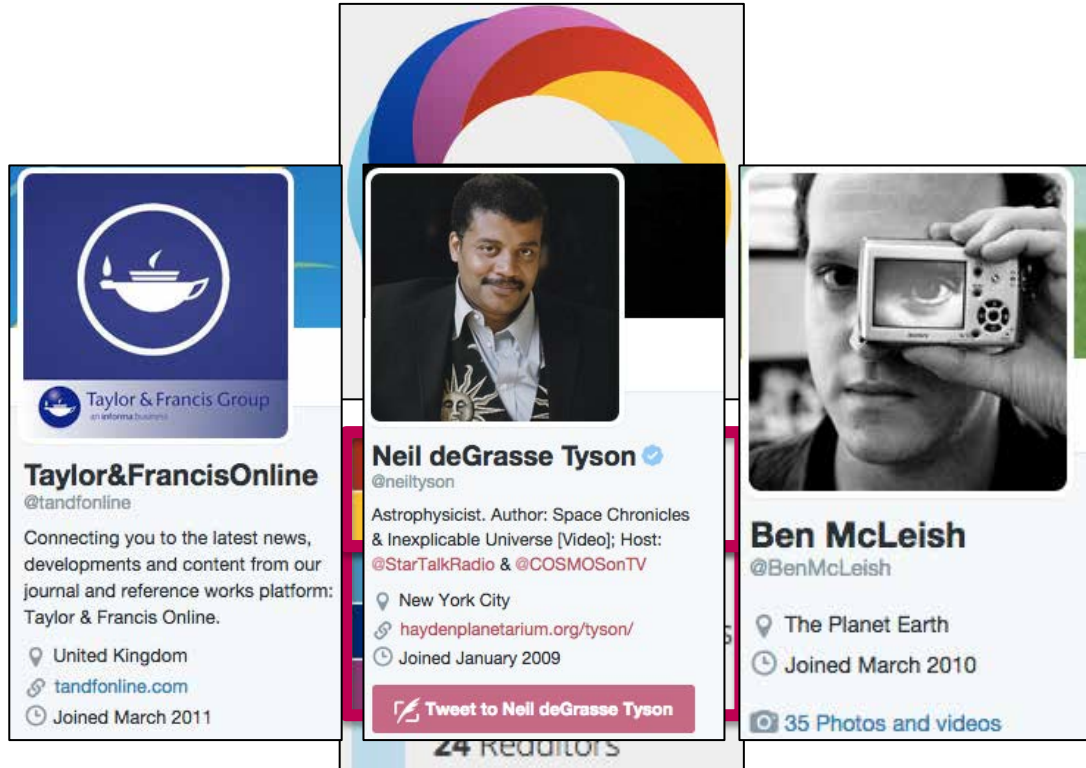 Taylor & Francis Group
an informa business
Taylor&FrancisOnline
@tandfonline
Connecting you to the latest news,
developments and content from our
journal and reference works platform:
Taylor & Francis Online.
United Kingdom
tandfonline.com
Joined March 2011
Neil deGrasse Tyson
@neiltyson
Astrophysicist. Author: Space Chronicles
& Inexplicable Universe [Video]; Host:
@StarTalkRadio & @COSMOSonTV
New York City
haydenplanetarium.org/tyson/
Joined January 2009
Tweet to Neil deGrasse Tyson
s
24 Redditors
Ben McLeish
@BenMcLeish
The Planet Earth
Joined March 2010
35 Photos and videos